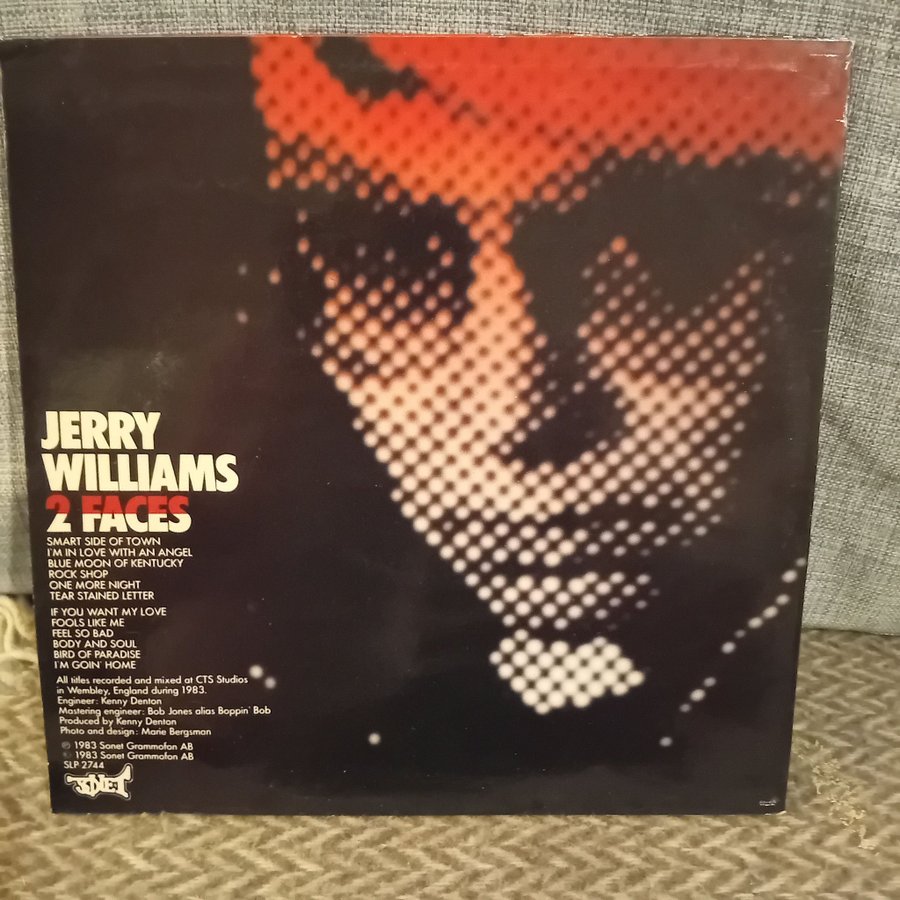 JERRY
WILLIAMS
2 FACES
SMART SIDE OF TOWN
I'M IN LOVE WITH AN ANGEL
BLUE MOON OF KENTUCKY
ROCK SHOP
ONE MORE NIGHT
TEAR STAINED LETTER
IF YOU WANT MY LOVE
FOOLS LIKE ME
FEEL SO BAD
BODY AND SOUL
BIRD OF PARADISE
I'M GOIN' HOME
All titles recorded and mixed at CTS Studios
in Wembley, England during 1983.
Engineer: Kenny Denton
Mastering engineer: Bob Jones alias Boppin' Bob
Produced by Kenny Denton
Photo and design: Marie Bergsman
℗ 1983 Sonet Grammofon AB
© 1983 Sonet Grammofon AB
SLP 2744
SONET